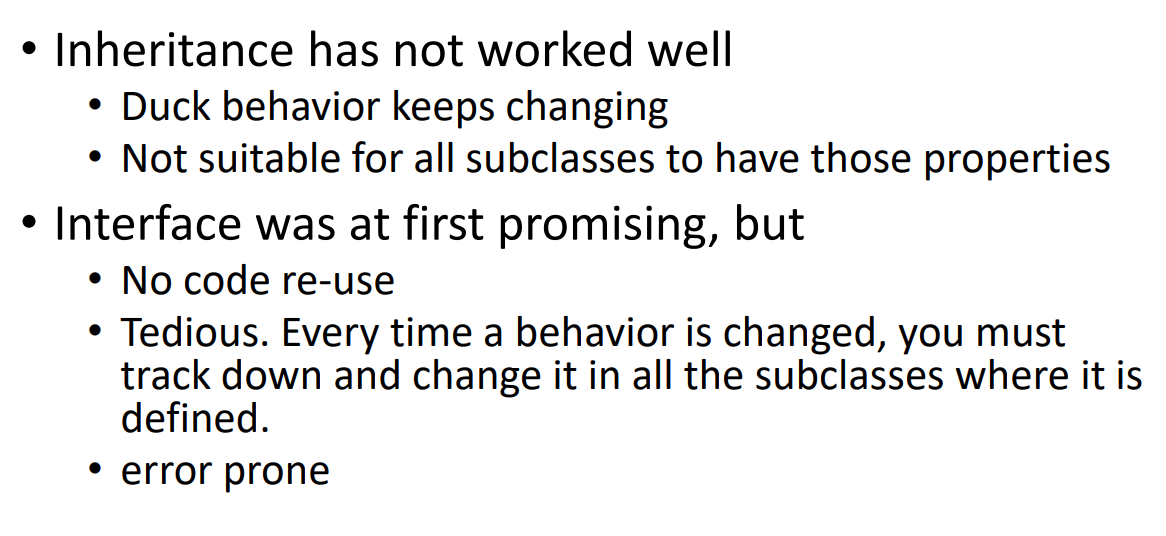 • Inheritance has not worked well
• Duck behavior keeps changing
• Not suitable for all subclasses to have those properties
• Interface was at first promising, but
• No code re-use
• Tedious. Every time a behavior is changed, you must
track down and change it in all the subclasses where it is
defined.
• error prone